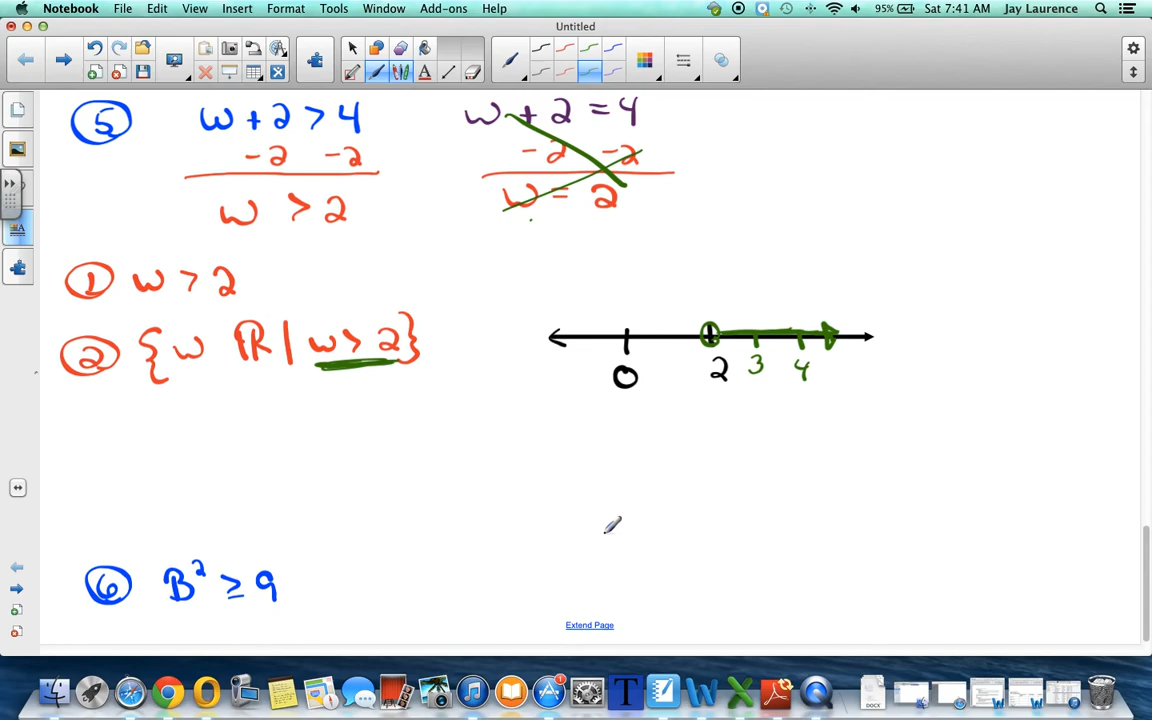 Notebook File Edit View Insert Format Tools Window Add-ons Help 95% Sat 7:41 AM Jay Laurence
Untitled
5 w + 2 > 4 w + 2 = 4
-2 -2 -2 -2
w > 2 w = 2
1 w > 2
2 {w ℝ | w > 2}
0 2 3 4
6 B² ≥ 9
Extend Page